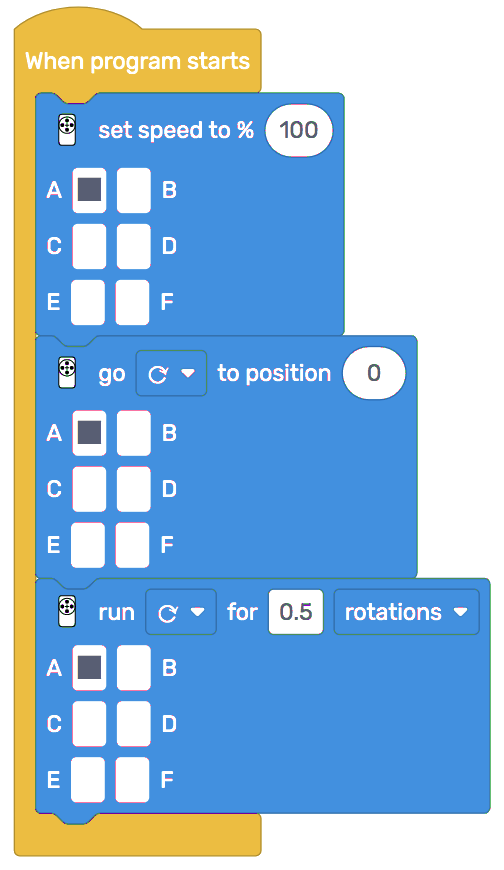 When program starts
set speed to % 100
A B
C D
E F
go to position 0
A B
C D
E F
run for 0.5 rotations
A B
C D
E F